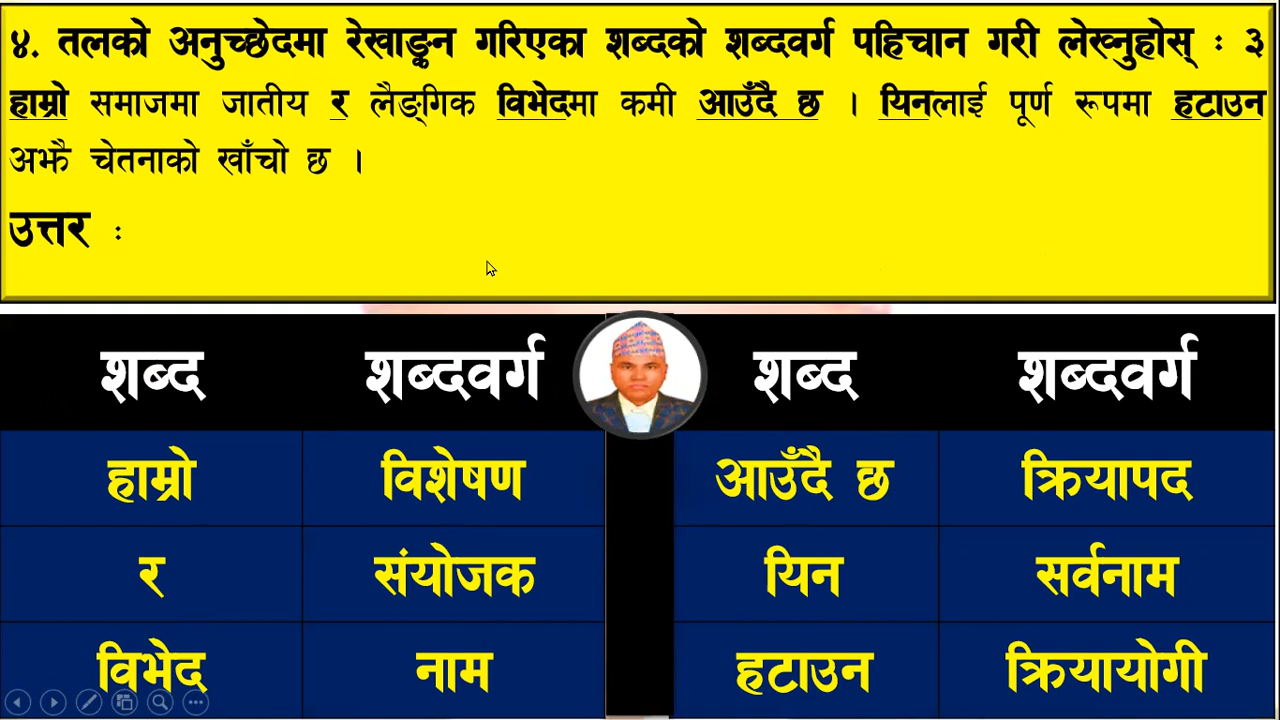 ४. तलको अनुच्छेदमा रेखाङ्कन गरिएका शब्दको शब्दवर्ग पहिचान गरी लेख्नुहोस् : ३
हाम्रो समाजमा जातीय र लैङ्गिक विभेदमा कमी आउँदै छ । यिनलाई पूर्ण रूपमा हटाउन
अझै चेतनाको खाँचो छ ।
उत्तर :
शब्द शब्दवर्ग शब्द शब्दवर्ग
हाम्रो विशेषण आउँदै छ क्रियापद
र संयोजक यिन सर्वनाम
विभेद नाम हटाउन क्रियायोगी